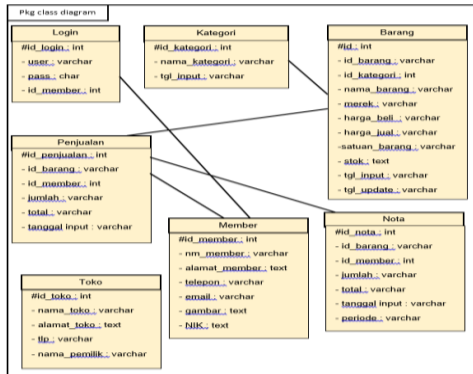 Pkg class diagram
Login
#id_login : int
- user : varchar
- pass : char
- id_member : int
Kategori
#id_kategori : int
- nama_kategori : varchar
- tgl_input : varchar
Barang
#id : int
- id_barang : varchar
- id_kategori : int
- nama_barang : varchar
- merek : varchar
- harga_beli : varchar
- harga_jual : varchar
-satuan_barang : varchar
- stok : text
- tgl_input : varchar
- tgl_update : varchar
Penjualan
#id_penjualan : int
- id_barang : varchar
- id_member : int
- jumlah : varchar
- total : varchar
- tanggal input : varchar
Member
#id_member : int
- nm_member : varchar
- alamat_member : text
- telepon : varchar
- email : varchar
- gambar : text
- NIK : text
Nota
#id_nota : int
- id_barang : varchar
- id_member : int
- jumlah : varchar
- total : varchar
- tanggal input : varchar
- periode : varchar
Toko
#id_toko : int
- nama_toko : varchar
- alamat_toko : text
- tlp : varchar
- nama_pemilik : varchar